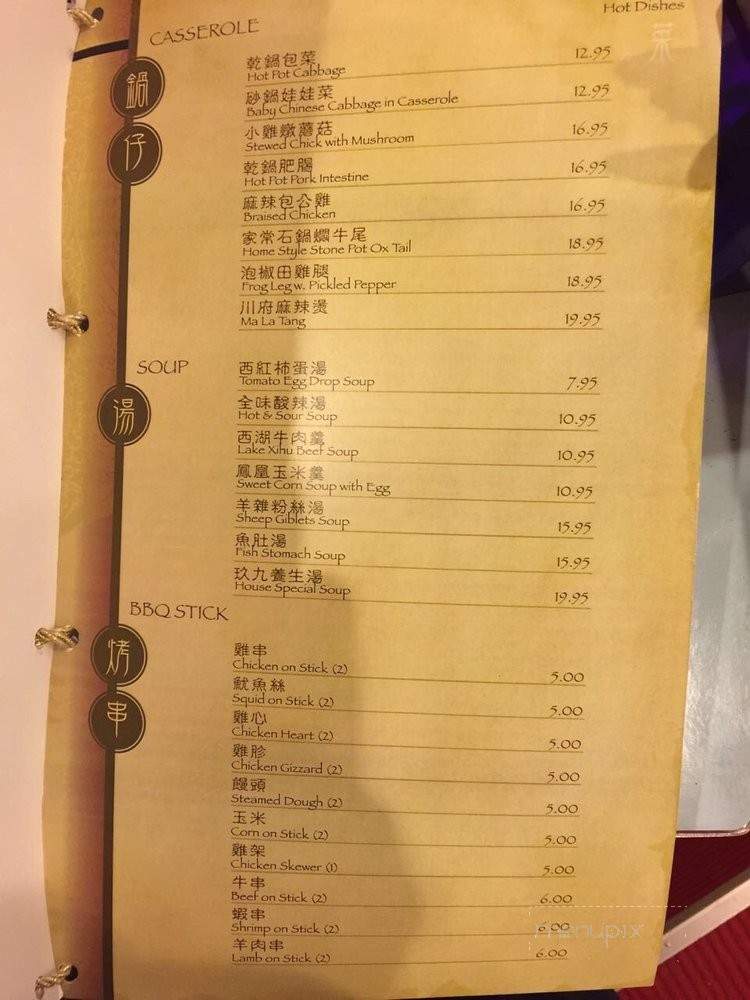 Hot Dishes
菜
CASSEROLE
鍋
仔
乾鍋包菜 12.95
Hot Pot Cabbage
砂鍋娃娃菜 12.95
Baby Chinese Cabbage in Casserole
小雞燉蘑菇 16.95
Stewed Chick with Mushroom
乾鍋肥腸 16.95
Hot Pot Pork Intestine
麻辣包公雞 16.95
Braised Chicken
家常石鍋燜牛尾 18.95
Home Style Stone Pot Ox Tail
泡椒田雞腿 18.95
Frog Leg w. Pickled Pepper
川府麻辣燙 19.95
Ma La Tang
SOUP
湯
西紅柿蛋湯
Tomato Egg Drop Soup 7.95
全味酸辣湯
Hot & Sour Soup 10.95
西湖牛肉羹
Lake Xihu Beef Soup 10.95
鳳凰玉米羹
Sweet Corn Soup with Egg 10.95
羊雜粉絲湯
Sheep Giblets Soup 15.95
魚肚湯
Fish Stomach Soup 15.95
玖九養生湯
House Special Soup 19.95
BBQ STICK
烤
串
雞串
Chicken on Stick (2) 5.00
魷魚絲
Squid on Stick (2) 5.00
雞心
Chicken Heart (2) 5.00
雞胗
Chicken Gizzard (2) 5.00
饅頭
Steamed Dough (2) 5.00
玉米
Corn on Stick (2) 5.00
雞架
Chicken Skewer (1) 5.00
牛串
Beef on Stick (2) 6.00
蝦串
Shrimp on Stick (2) 6.00
羊肉串
Lamb on Stick (2) 6.00
menupix